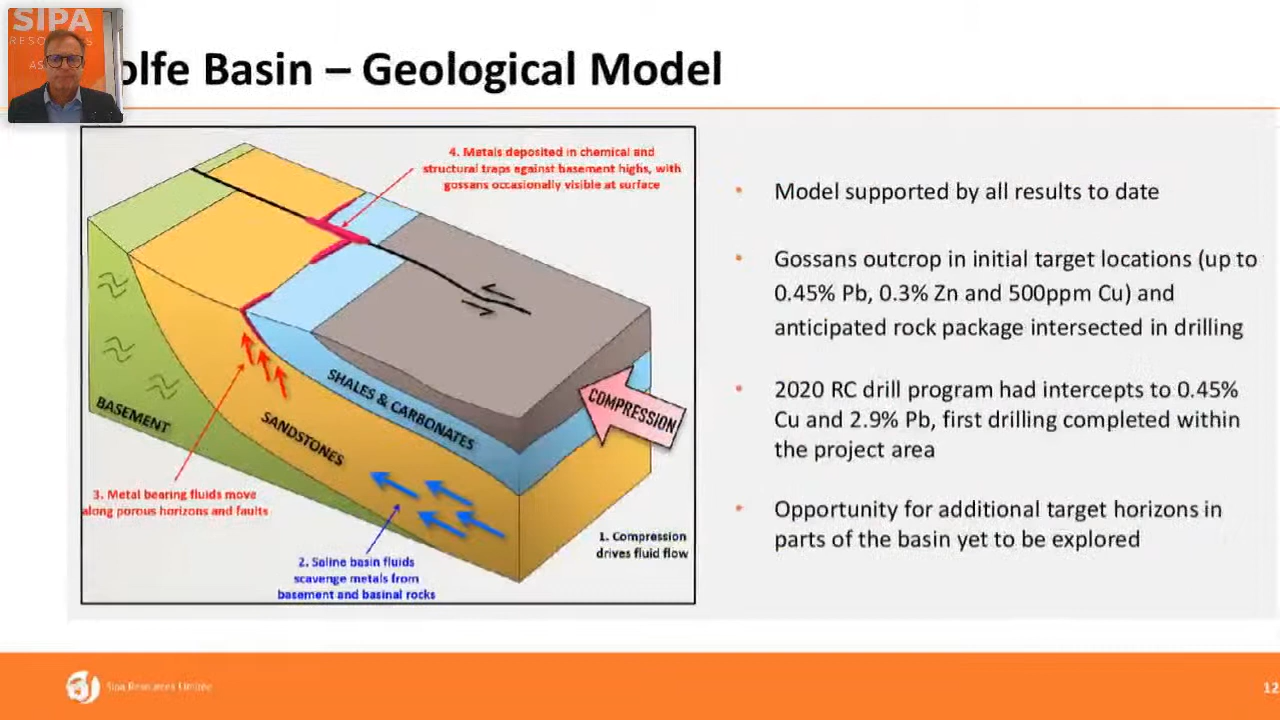 SIPA
RESOURCES
AS
olfe Basin – Geological Model
4. Metals deposited in chemical and
structural traps against basement highs, with
gossans occasionally visible at surface
• Model supported by all results to date
• Gossans outcrop in initial target locations (up to
0.45% Pb, 0.3% Zn and 500ppm Cu) and
anticipated rock package intersected in drilling
• 2020 RC drill program had intercepts to 0.45%
Cu and 2.9% Pb, first drilling completed within
the project area
• Opportunity for additional target horizons in
parts of the basin yet to be explored
SHALES & CARBONATES
COMPRESSION
BASEMENT
SANDSTONES
3. Metal bearing fluids move
along porous horizons and faults
1. Compression
drives fluid flow
2. Saline basin fluids
scavenge metals from
basement and basinal rocks
Sipa Resources Limited
12